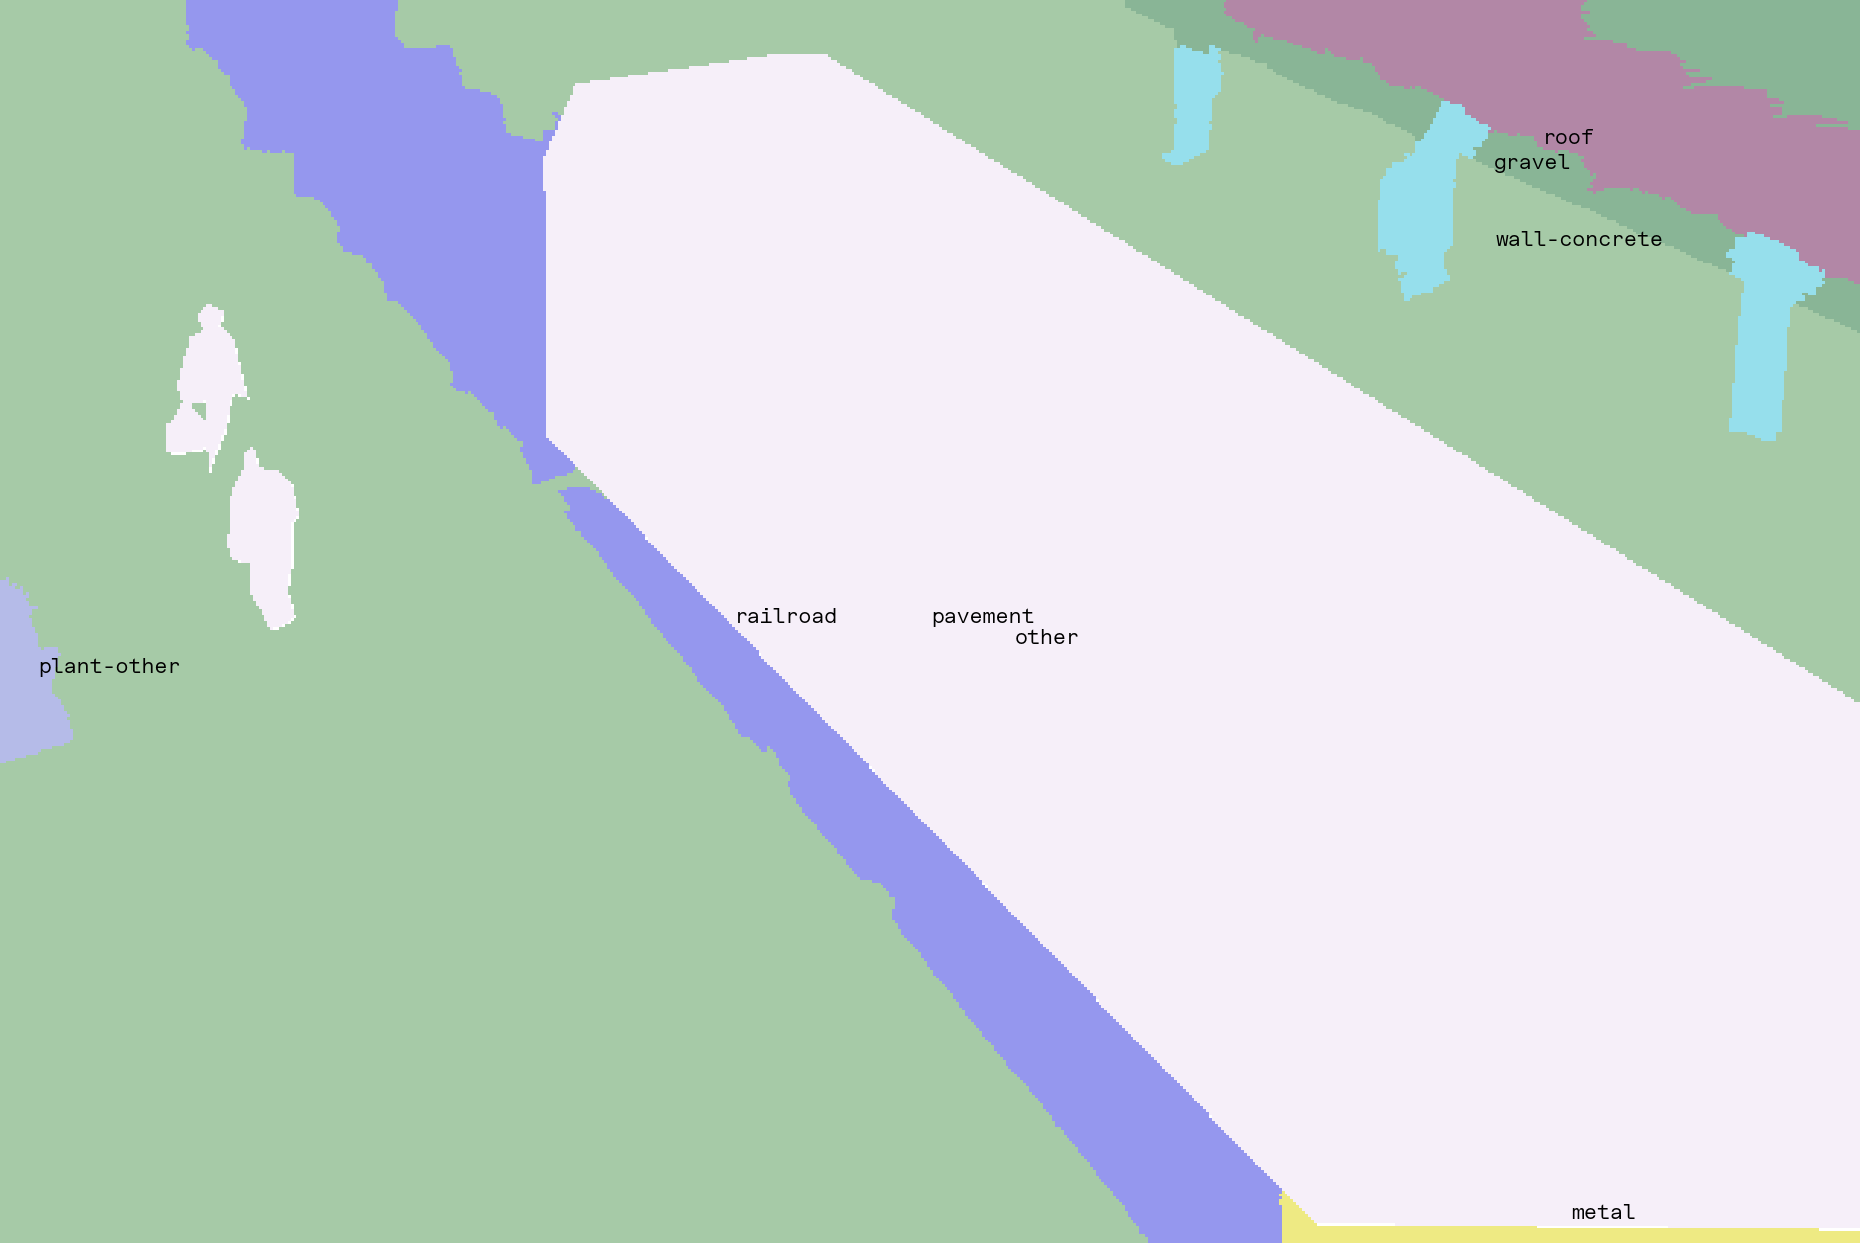 roof
gravel
wall-concrete
railroad
pavement
other
plant-other
metal